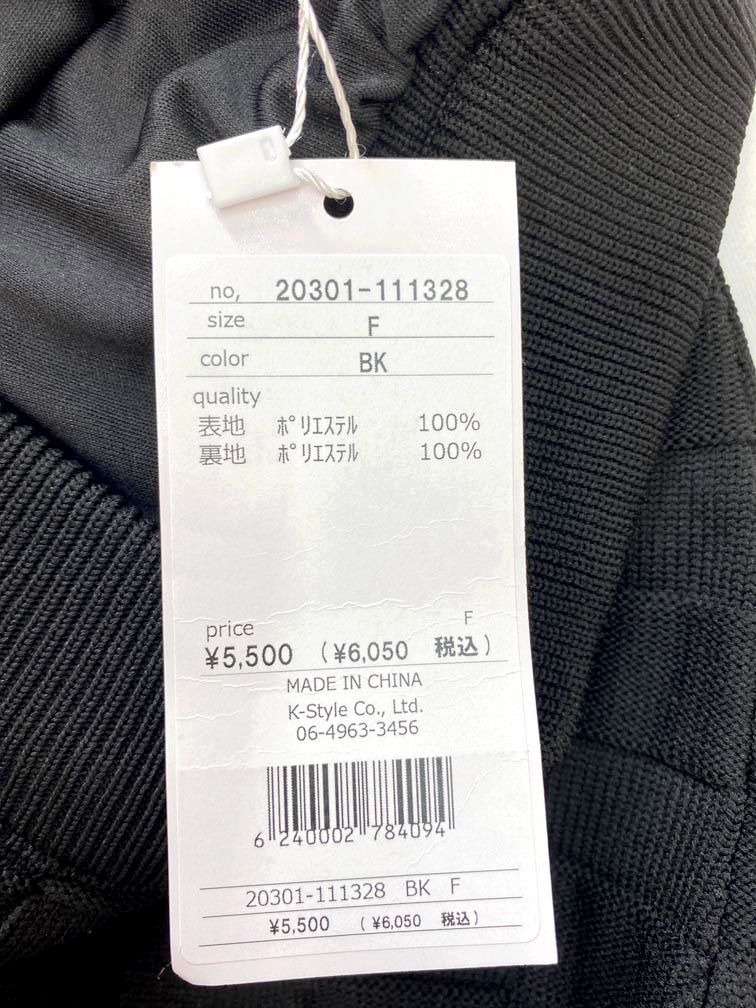 no, 20301-111328
size F
color BK
quality
表地 ﾎﾟﾘｴｽﾃﾙ 100%
裏地 ﾎﾟﾘｴｽﾃﾙ 100%
F
price
¥5,500 (¥6,050 税込)
MADE IN CHINA
K-Style Co., Ltd.
06-4963-3456
6 240002 784094
20301-111328 BK F
¥5,500 (¥6,050 税込)